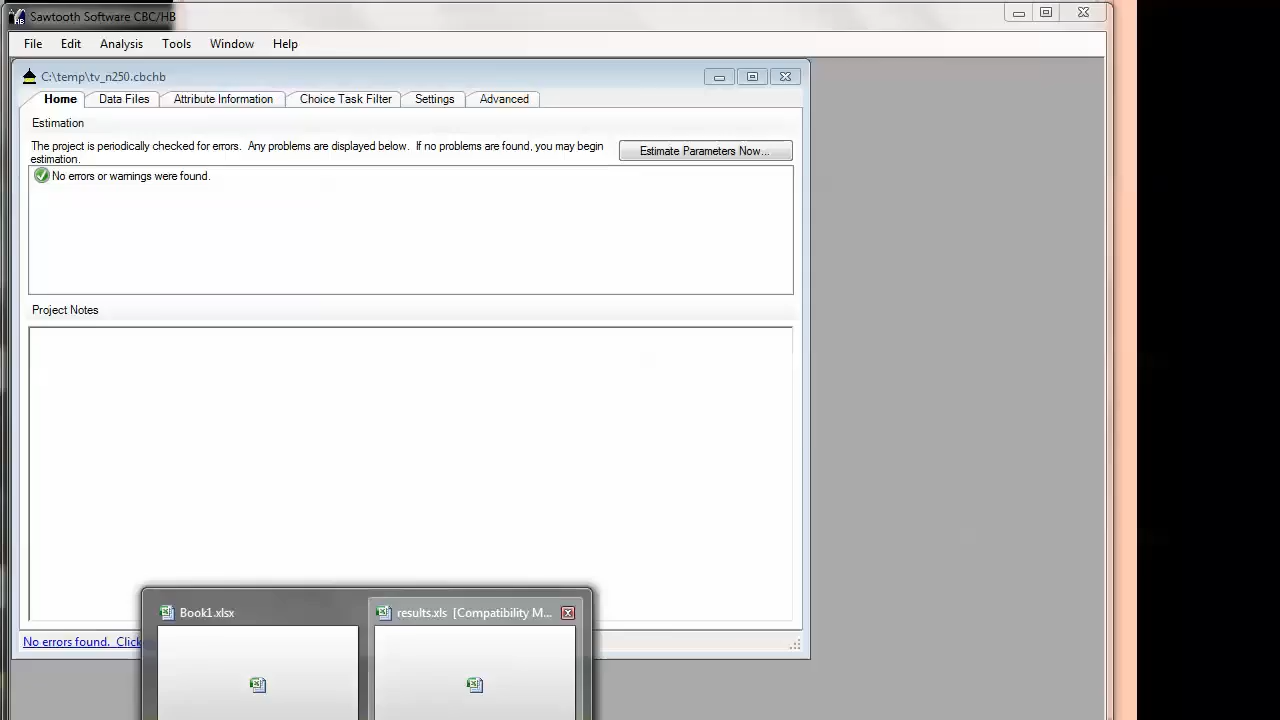 Sawtooth Software CBC/HB
File Edit Analysis Tools Window Help
C:\temp\tv_n250.cbchb
Home Data Files Attribute Information Choice Task Filter Settings Advanced
Estimation
The project is periodically checked for errors. Any problems are displayed below. If no problems are found, you may begin
estimation.
Estimate Parameters Now...
No errors or warnings were found.
Project Notes
Book1.xlsx results.xls [Compatibility M...
No errors found. Click